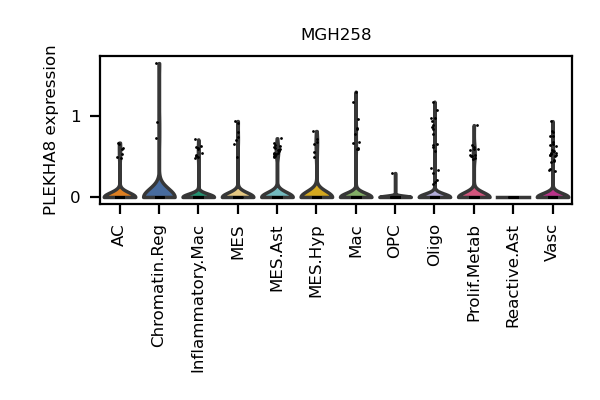 MGH258
PLEKHA8 expression
1
0
AC
Chromatin.Reg
Inflammatory.Mac
MES
MES.Ast
MES.Hyp
Mac
OPC
Oligo
Prolif.Metab
Reactive.Ast
Vasc